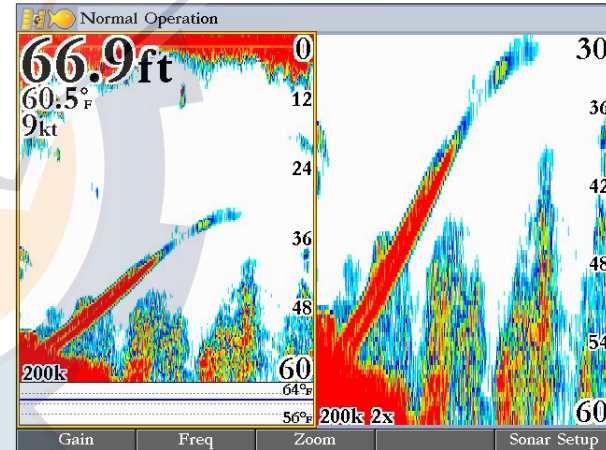 Normal Operation
66.9ft
60.5°F
9kt
0
12
24
36
48
60
200k
64°F
56°F
30
36
42
48
54
60
200k 2x
Gain
Freq
Zoom
Sonar Setup